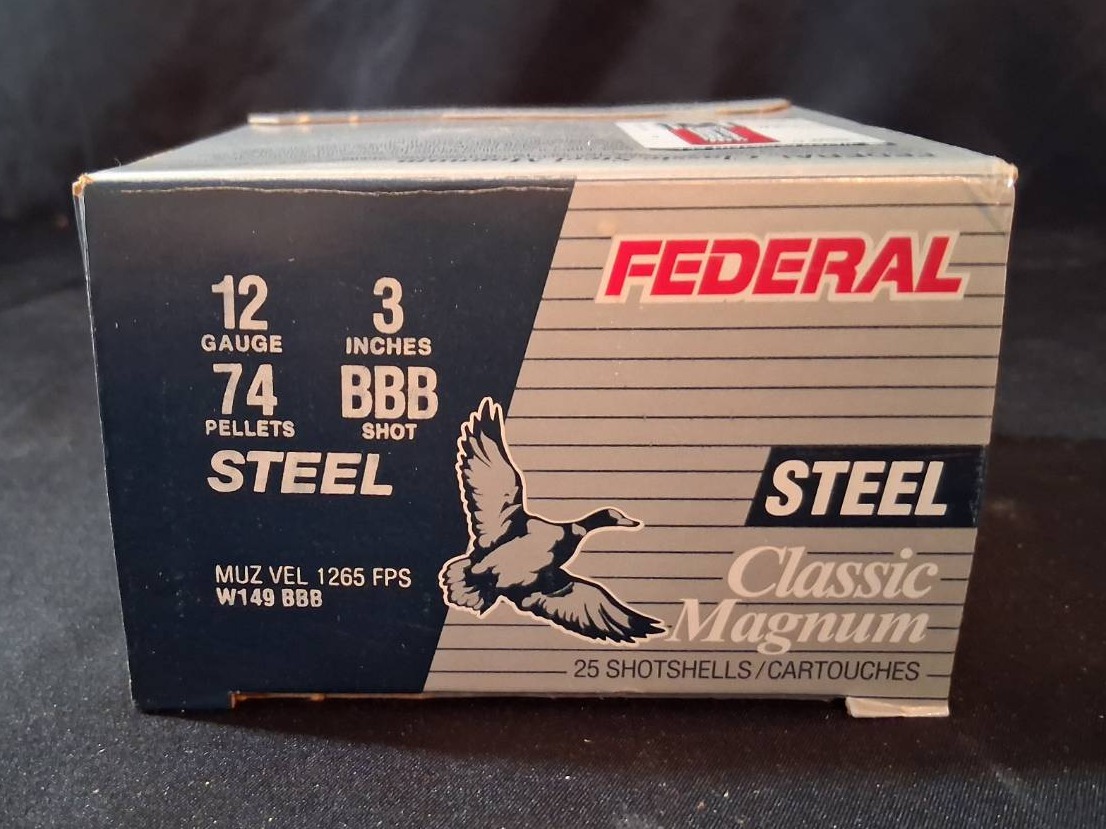 FEDERAL
12 3
GAUGE INCHES
74 BBB
PELLETS SHOT
STEEL
MUZ VEL 1265 FPS
W149 BBB
STEEL
Classic
Magnum
25 SHOTSHELLS/CARTOUCHES